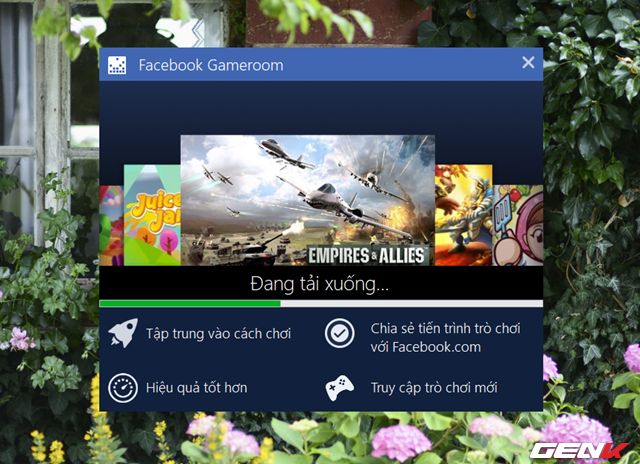 Facebook Gameroom
JUICE
JAM
EMPIRES & ALLIES
Đang tải xuống...
Tập trung vào cách chơi
Chia sẻ tiến trình trò chơi
với Facebook.com
Hiệu quả tốt hơn
Truy cập trò chơi mới
GENK